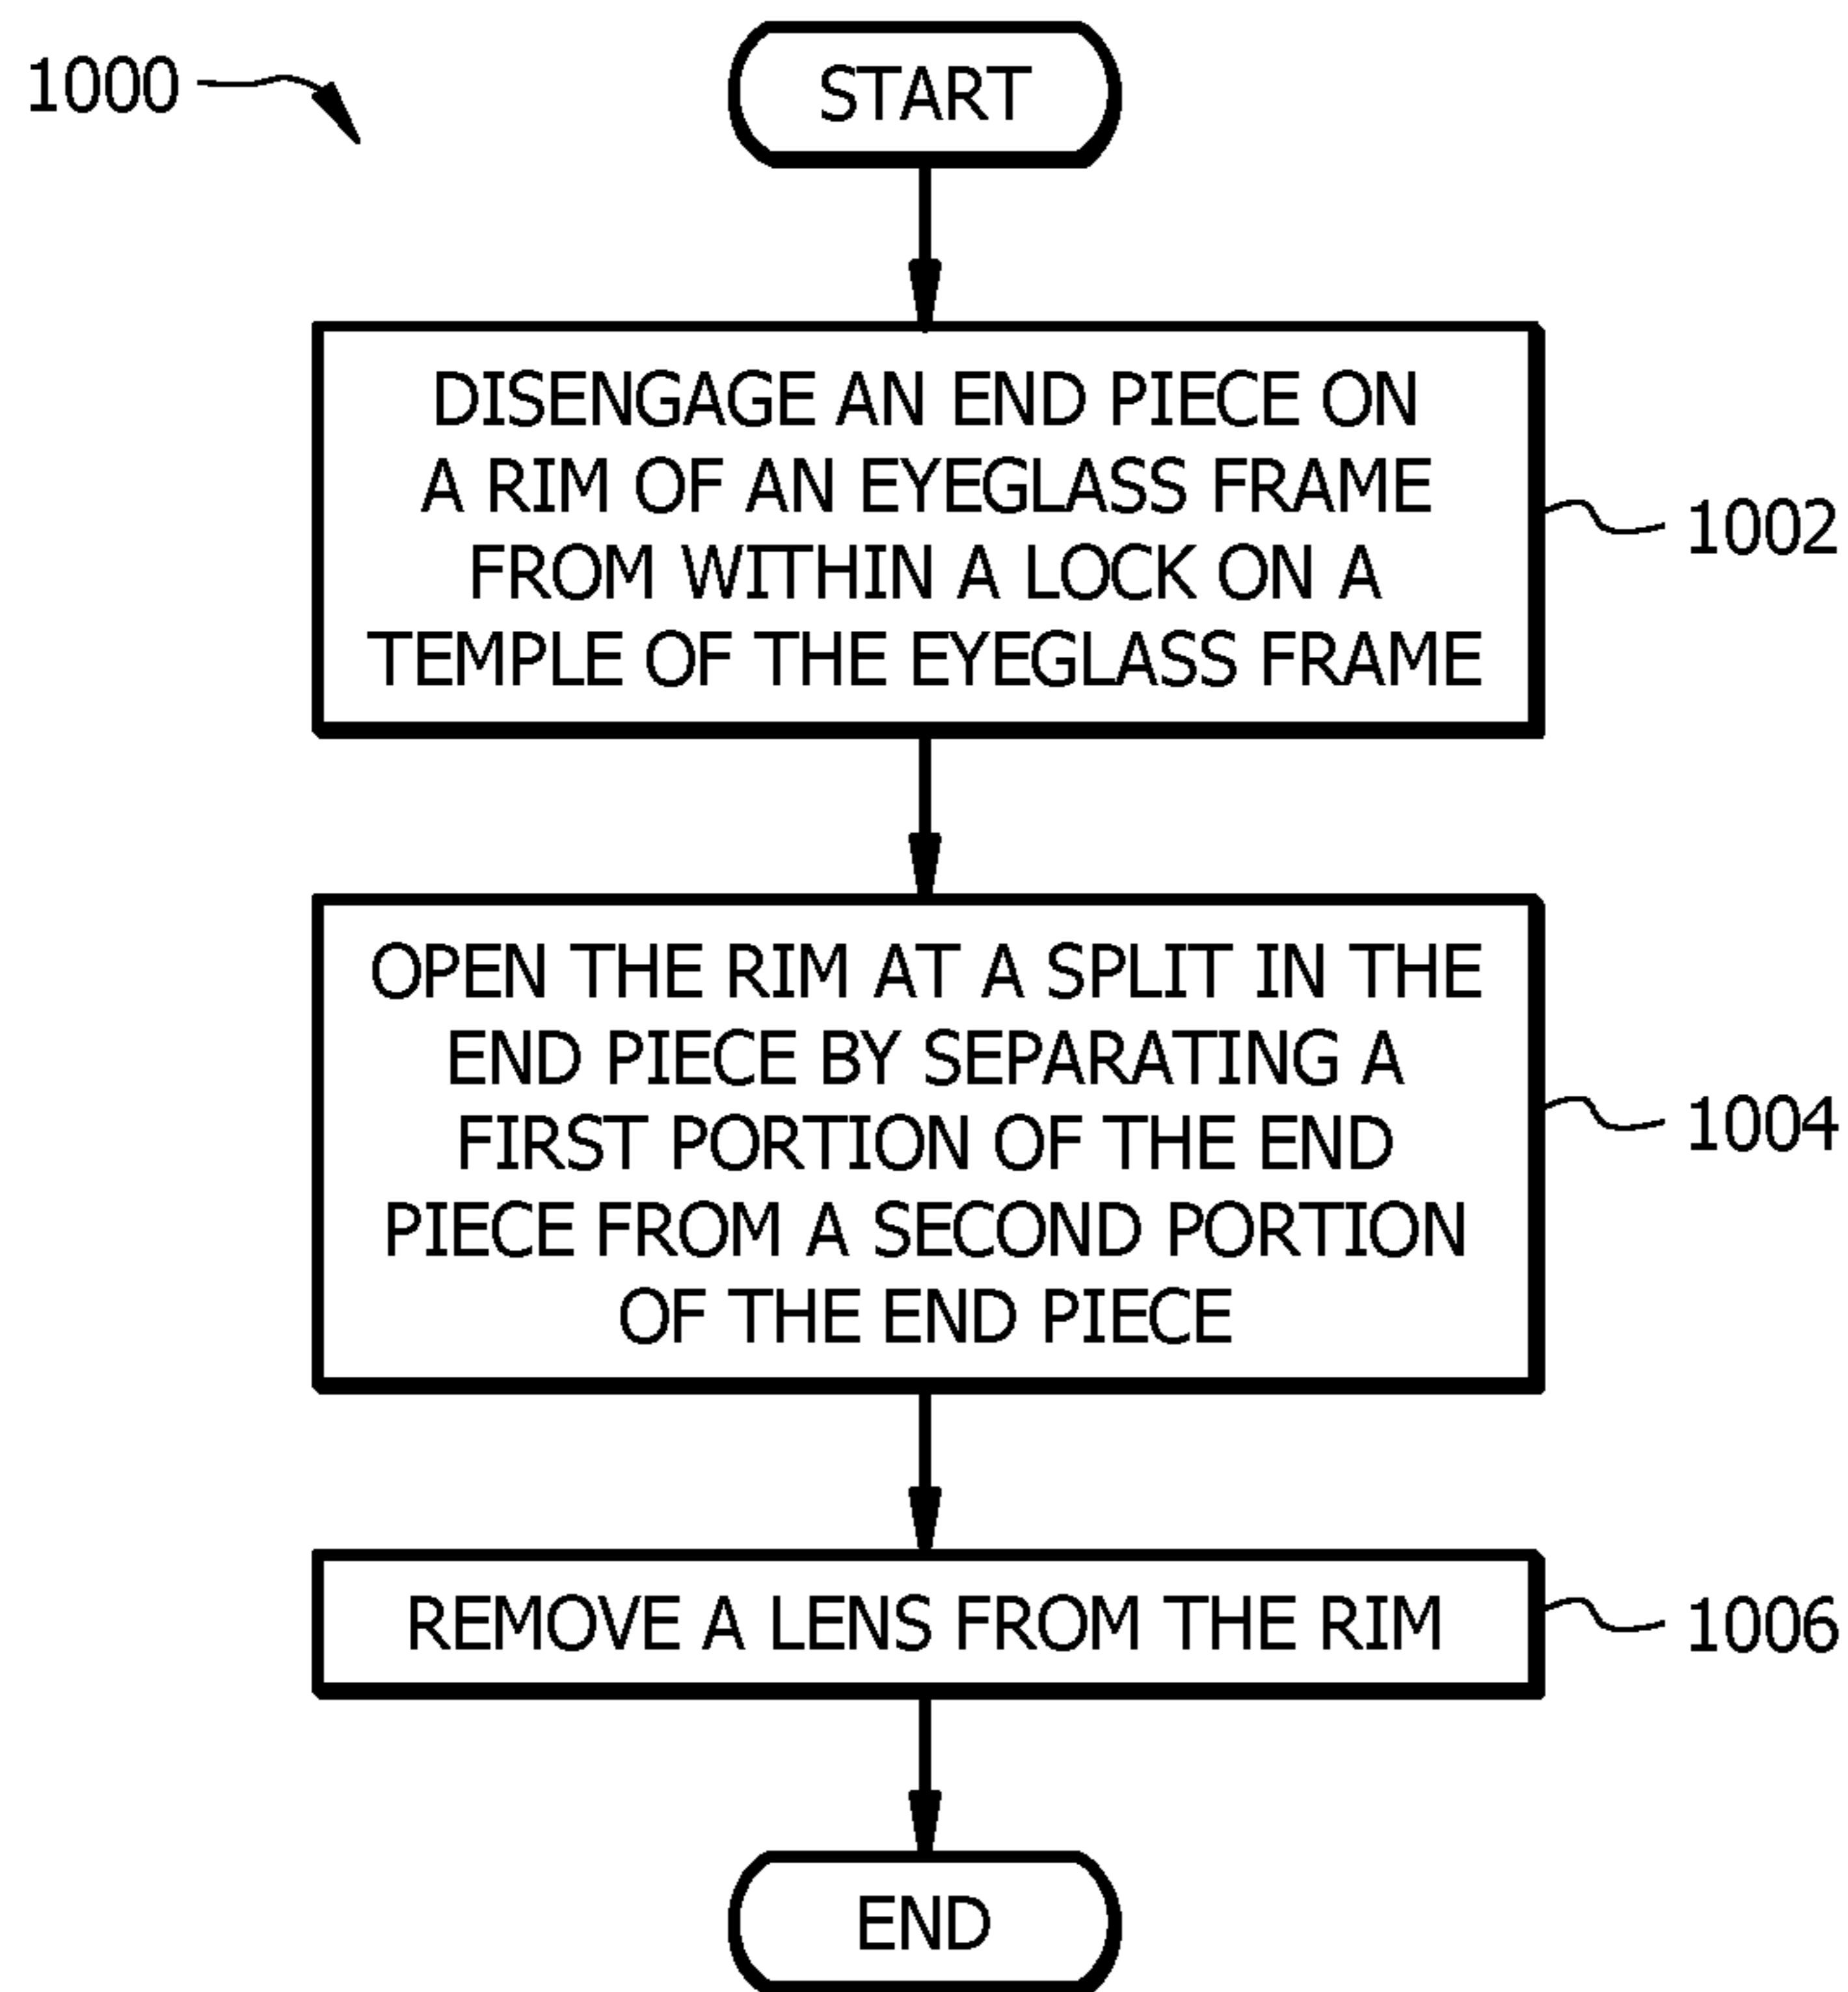 1000
START
DISENGAGE AN END PIECE ON
A RIM OF AN EYEGLASS FRAME
FROM WITHIN A LOCK ON A
TEMPLE OF THE EYEGLASS FRAME
1002
OPEN THE RIM AT A SPLIT IN THE
END PIECE BY SEPARATING A
FIRST PORTION OF THE END
PIECE FROM A SECOND PORTION
OF THE END PIECE
1004
REMOVE A LENS FROM THE RIM
1006
END